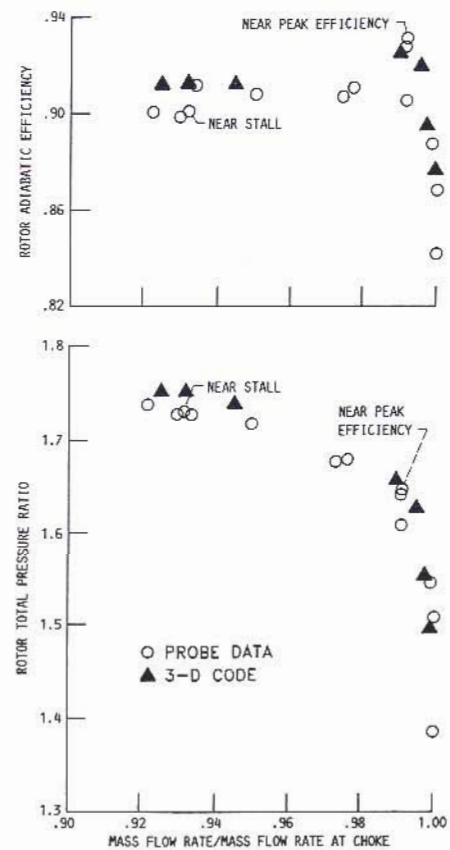 .94
NEAR PEAK EFFICIENCY
.90
NEAR STALL
.86
.82
ROTOR ADIABATIC EFFICIENCY
1.8
NEAR STALL
1.7
NEAR PEAK
EFFICIENCY
1.6
1.5
1.4
1.3
ROTOR TOTAL PRESSURE RATIO
PROBE DATA
3-D CODE
.90 .92 .94 .96 .98 1.00
MASS FLOW RATE/MASS FLOW RATE AT CHOKE